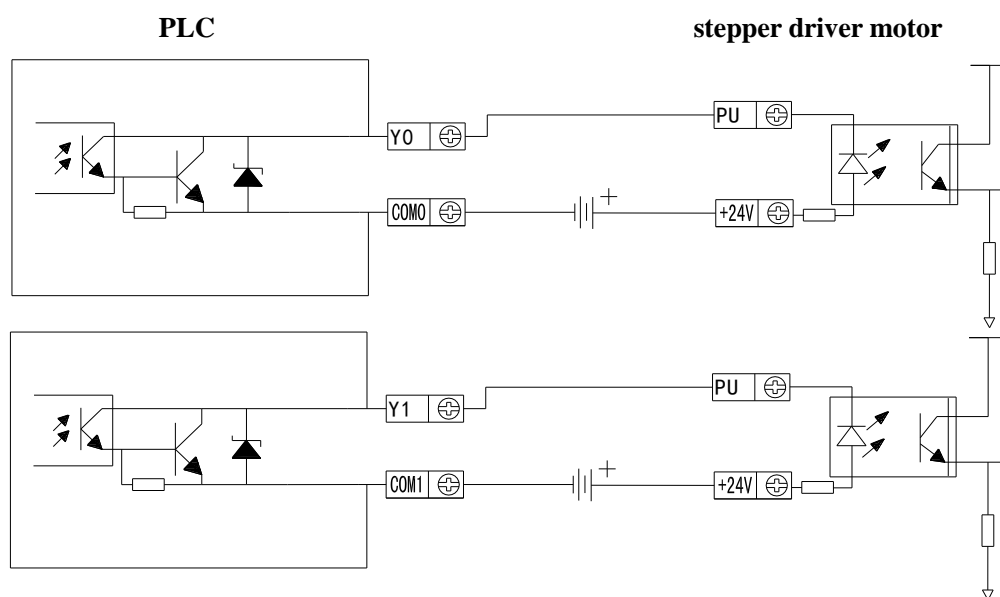 PLC
stepper driver motor
Y0
PU
COM0
+
+24V
Y1
PU
COM1
+
+24V